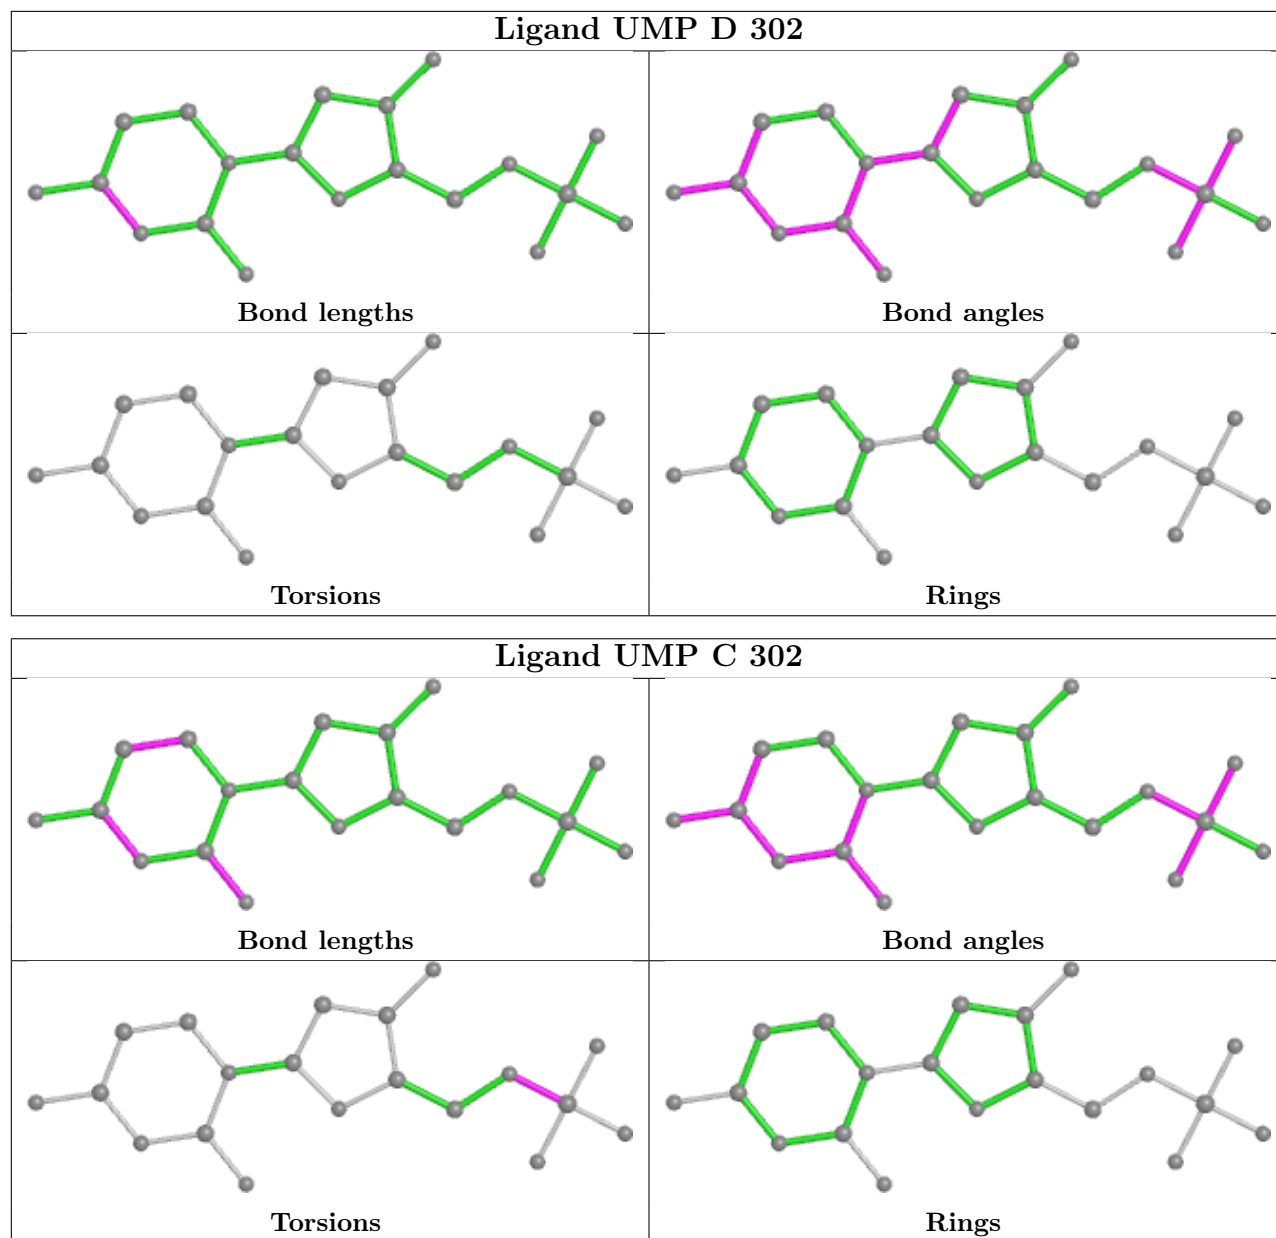 Ligand UMP D 302
Bond lengths
Bond angles
Torsions
Rings
Ligand UMP C 302
Bond lengths
Bond angles
Torsions
Rings